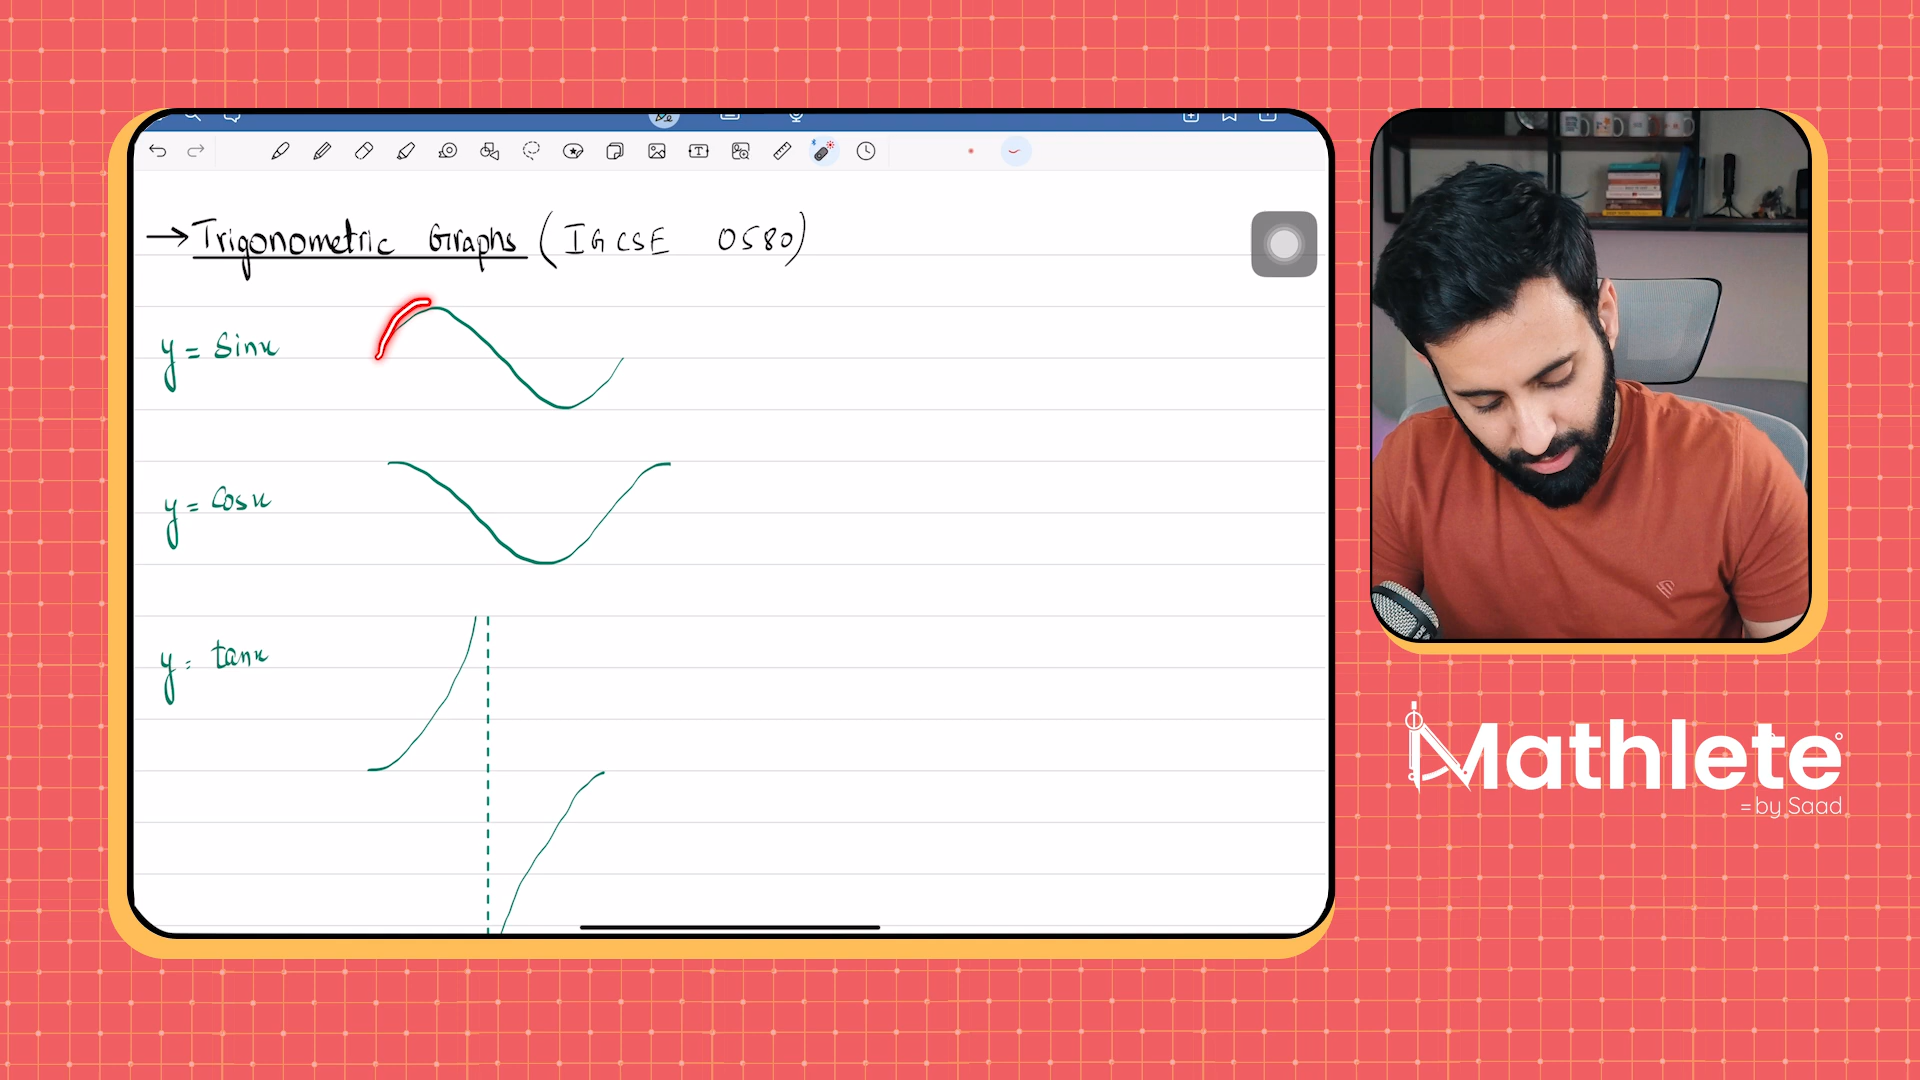 → Trigonometric Graphs (IGCSE 0580)
y = Sinx
y = Cosx
y = tanx
Mathlete
= by Saad